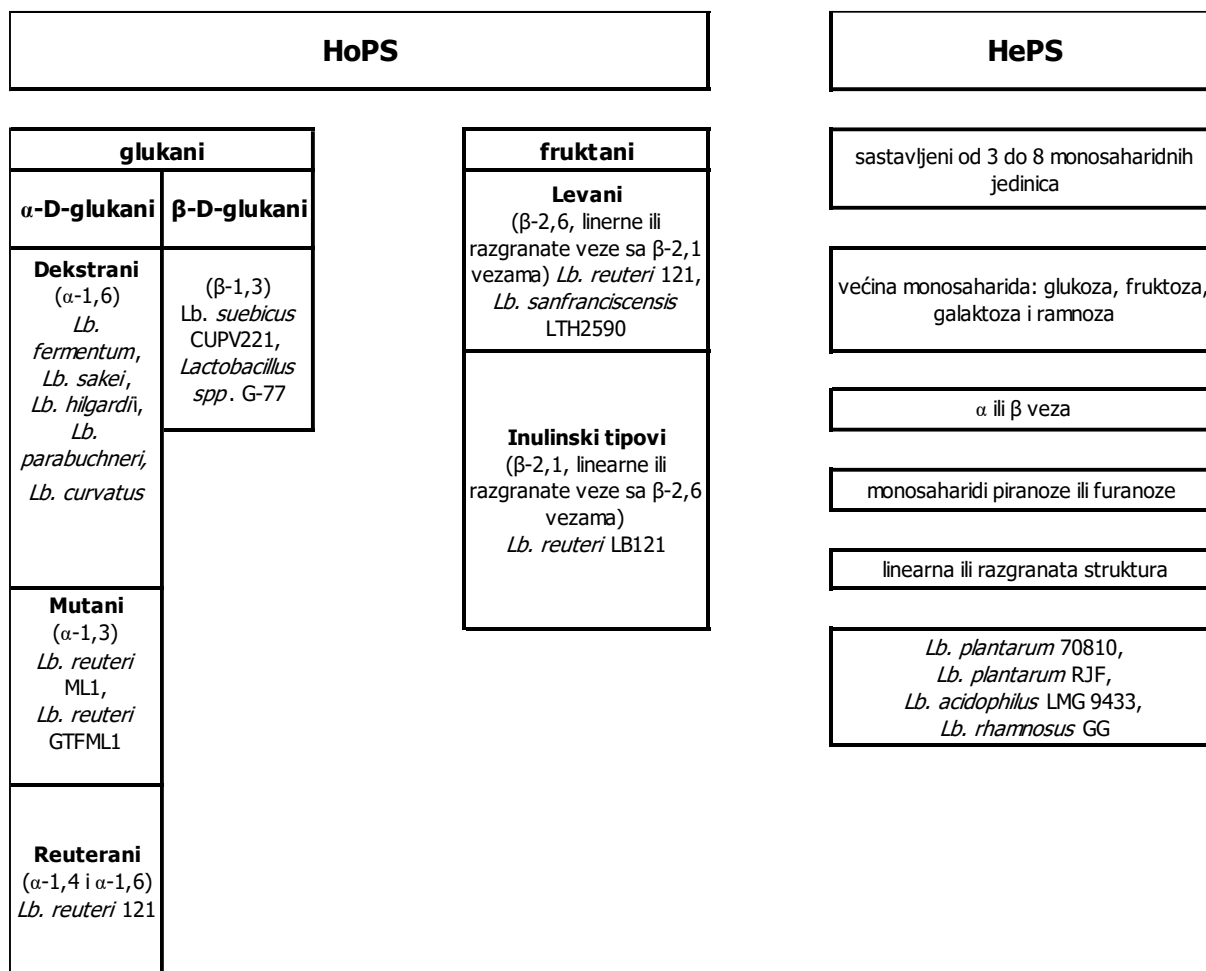 HoPS
HePS
glukani
α-D-glukani
β-D-glukani
Dekstrani
(α-1,6)
Lb.
fermentum,
Lb. sakei,
Lb. hilgardi\,
Lb.
parabuchneri,
Lb. curvatus
(β-1,3)
Lb. suebicus
CUPV221,
Lactobacillus
spp. G-77
Mutani
(α-1,3)
Lb. reuteri
ML1,
Lb. reuteri
GTFML1
Reuterani
(α-1,4 i α-1,6)
Lb. reuteri 121
fruktani
Levani
(β-2,6, linerne ili
razgranate veze sa β-2,1
vezama) Lb. reuteri 121,
Lb. sanfranciscensis
LTH2590
Inulinski tipovi
(β-2,1, linearne ili
razgranate veze sa β-2,6
vezama)
Lb. reuteri LB121
sastavljeni od 3 do 8 monosaharidnih
jedinica
većina monosaharida: glukoza, fruktoza,
galaktoza i ramnoza
α ili β veza
monosaharidi piranoze ili furanoze
linearna ili razgranata struktura
Lb. plantarum 70810,
Lb. plantarum RJF,
Lb. acidophilus LMG 9433,
Lb. rhamnosus GG